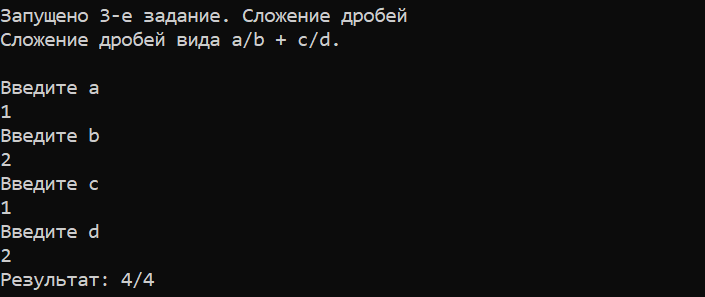 Запущено 3-е задание. Сложение дробей
Сложение дробей вида a/b + c/d.
Введите a
1
Введите b
2
Введите c
1
Введите d
2
Результат: 4/4